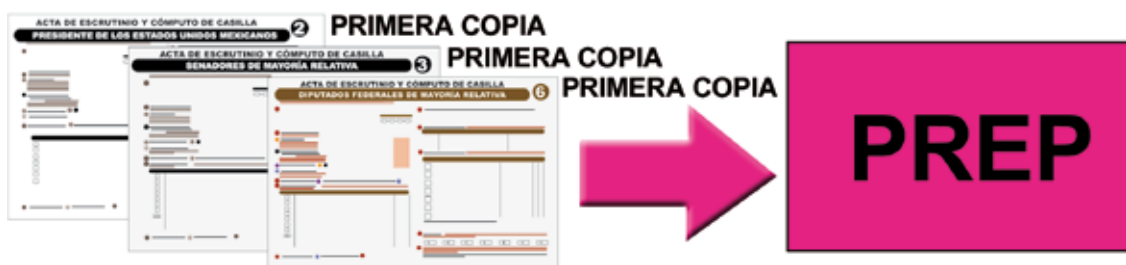 ACTA DE ESCRUTINIO Y CÓMPUTO DE CASILLA
PRESIDENTE DE LOS ESTADOS UNIDOS MEXICANOS
2
PRIMERA COPIA
ACTA DE ESCRUTINIO Y CÓMPUTO DE CASILLA
SENADORES DE MAYORÍA RELATIVA
3
PRIMERA COPIA
ACTA DE ESCRUTINIO Y CÓMPUTO DE CASILLA
DIPUTADOS FEDERALES DE MAYORÍA RELATIVA
6
PRIMERA COPIA
PREP